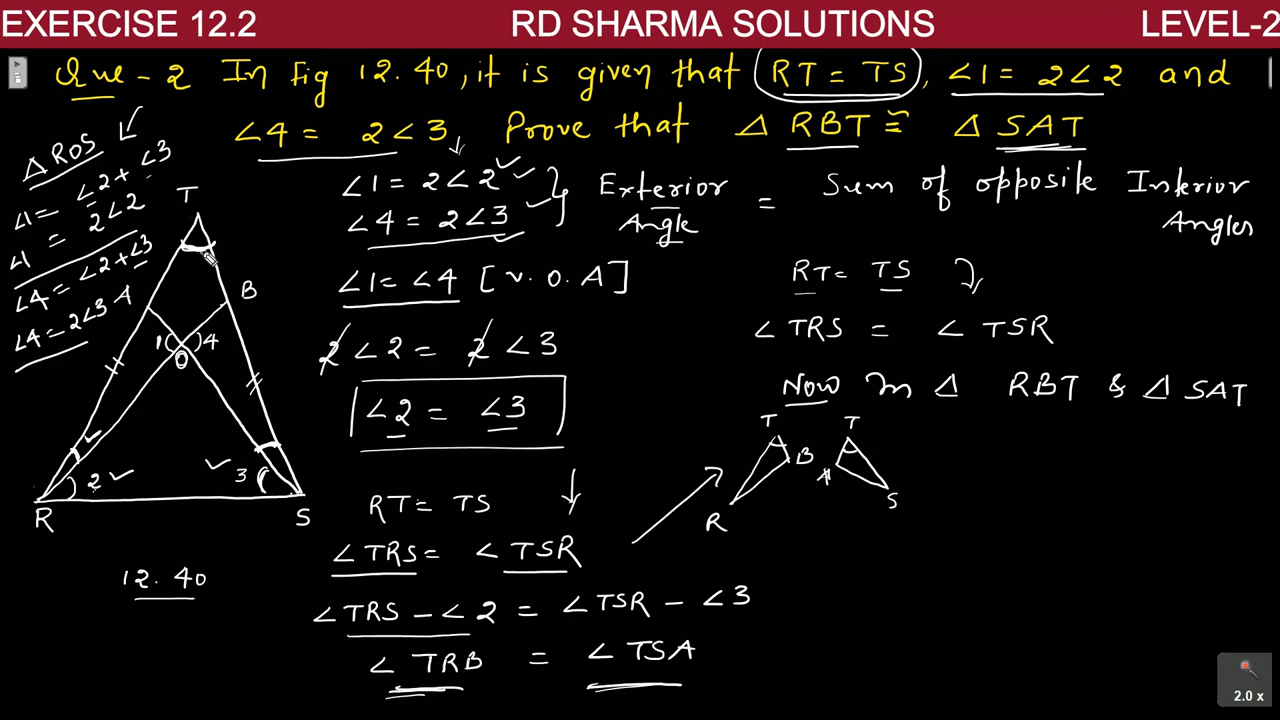 EXERCISE 12.2 RD SHARMA SOLUTIONS LEVEL-2
Que - 2 In Fig 12.40, it is given that RT = TS, ∠1 = 2∠2 and
∠4 = 2∠3, Prove that Δ RBT ≅ Δ SAT
Δ ROS
∠1 = ∠2 + ∠3
∠1 = 2∠2
∠4 = ∠2 + ∠3
∠4 = 2∠3
T
A
B
1
4
O
2
3
R
S
12.40
∠1 = 2∠2
∠4 = 2∠3
Exterior Angle = Sum of opposite Interior Angles
∠1 = ∠4 [V.O.A]
2∠2 = 2∠3
∠2 = ∠3
RT = TS
∠TRS = ∠TSR
∠TRS - ∠2 = ∠TSR - ∠3
∠TRB = ∠TSA
RT = TS
∠TRS = ∠TSR
Now In Δ RBT & Δ SAT
T
B
R
T
A
S
2.0 x